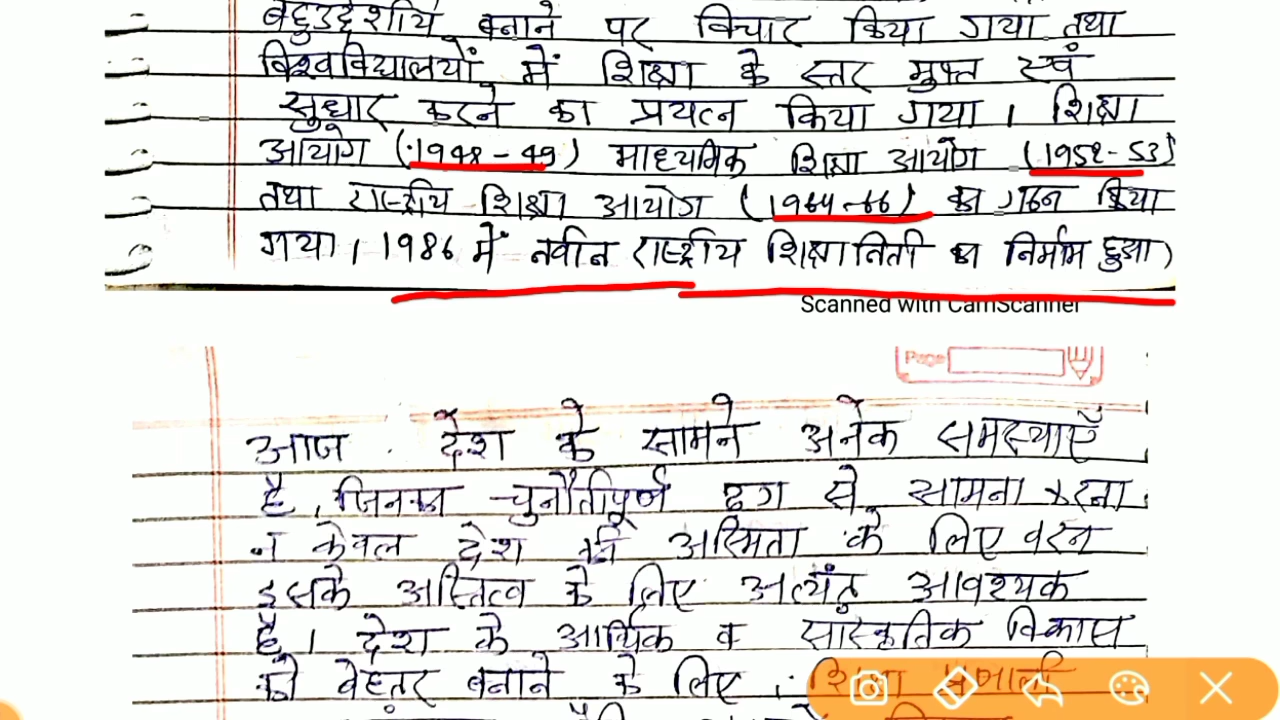 बहुउद्देशीय बनाने पर विचार किया गया तथा
विश्वविद्यालयों में शिक्षा के स्तर मुफ्त एवं
सुधार करने का प्रयत्न किया गया । शिक्षा
आयोग (1948-49) माध्यमिक शिक्षा आयोग (1952-53)
तथा राष्ट्रीय शिक्षा आयोग (1964-66) का गठन किया
गया । 1986 में नवीन राष्ट्रीय शिक्षा निती का निर्माण हुआ)
Scanned with CamScanner
Page
आज देश के सामने अनेक समस्याएँ
है, जिनका चुनौतीपूर्ण ढग से सामना करना
न केवल देश की अस्मिता के लिए वरन
इसके अस्तित्व के लिए अत्यंत आवश्यक
है । देश के आर्थिक व सांस्कृतिक विकास
को बेहतर बनाने के लिए शिक्षा प्रणाली